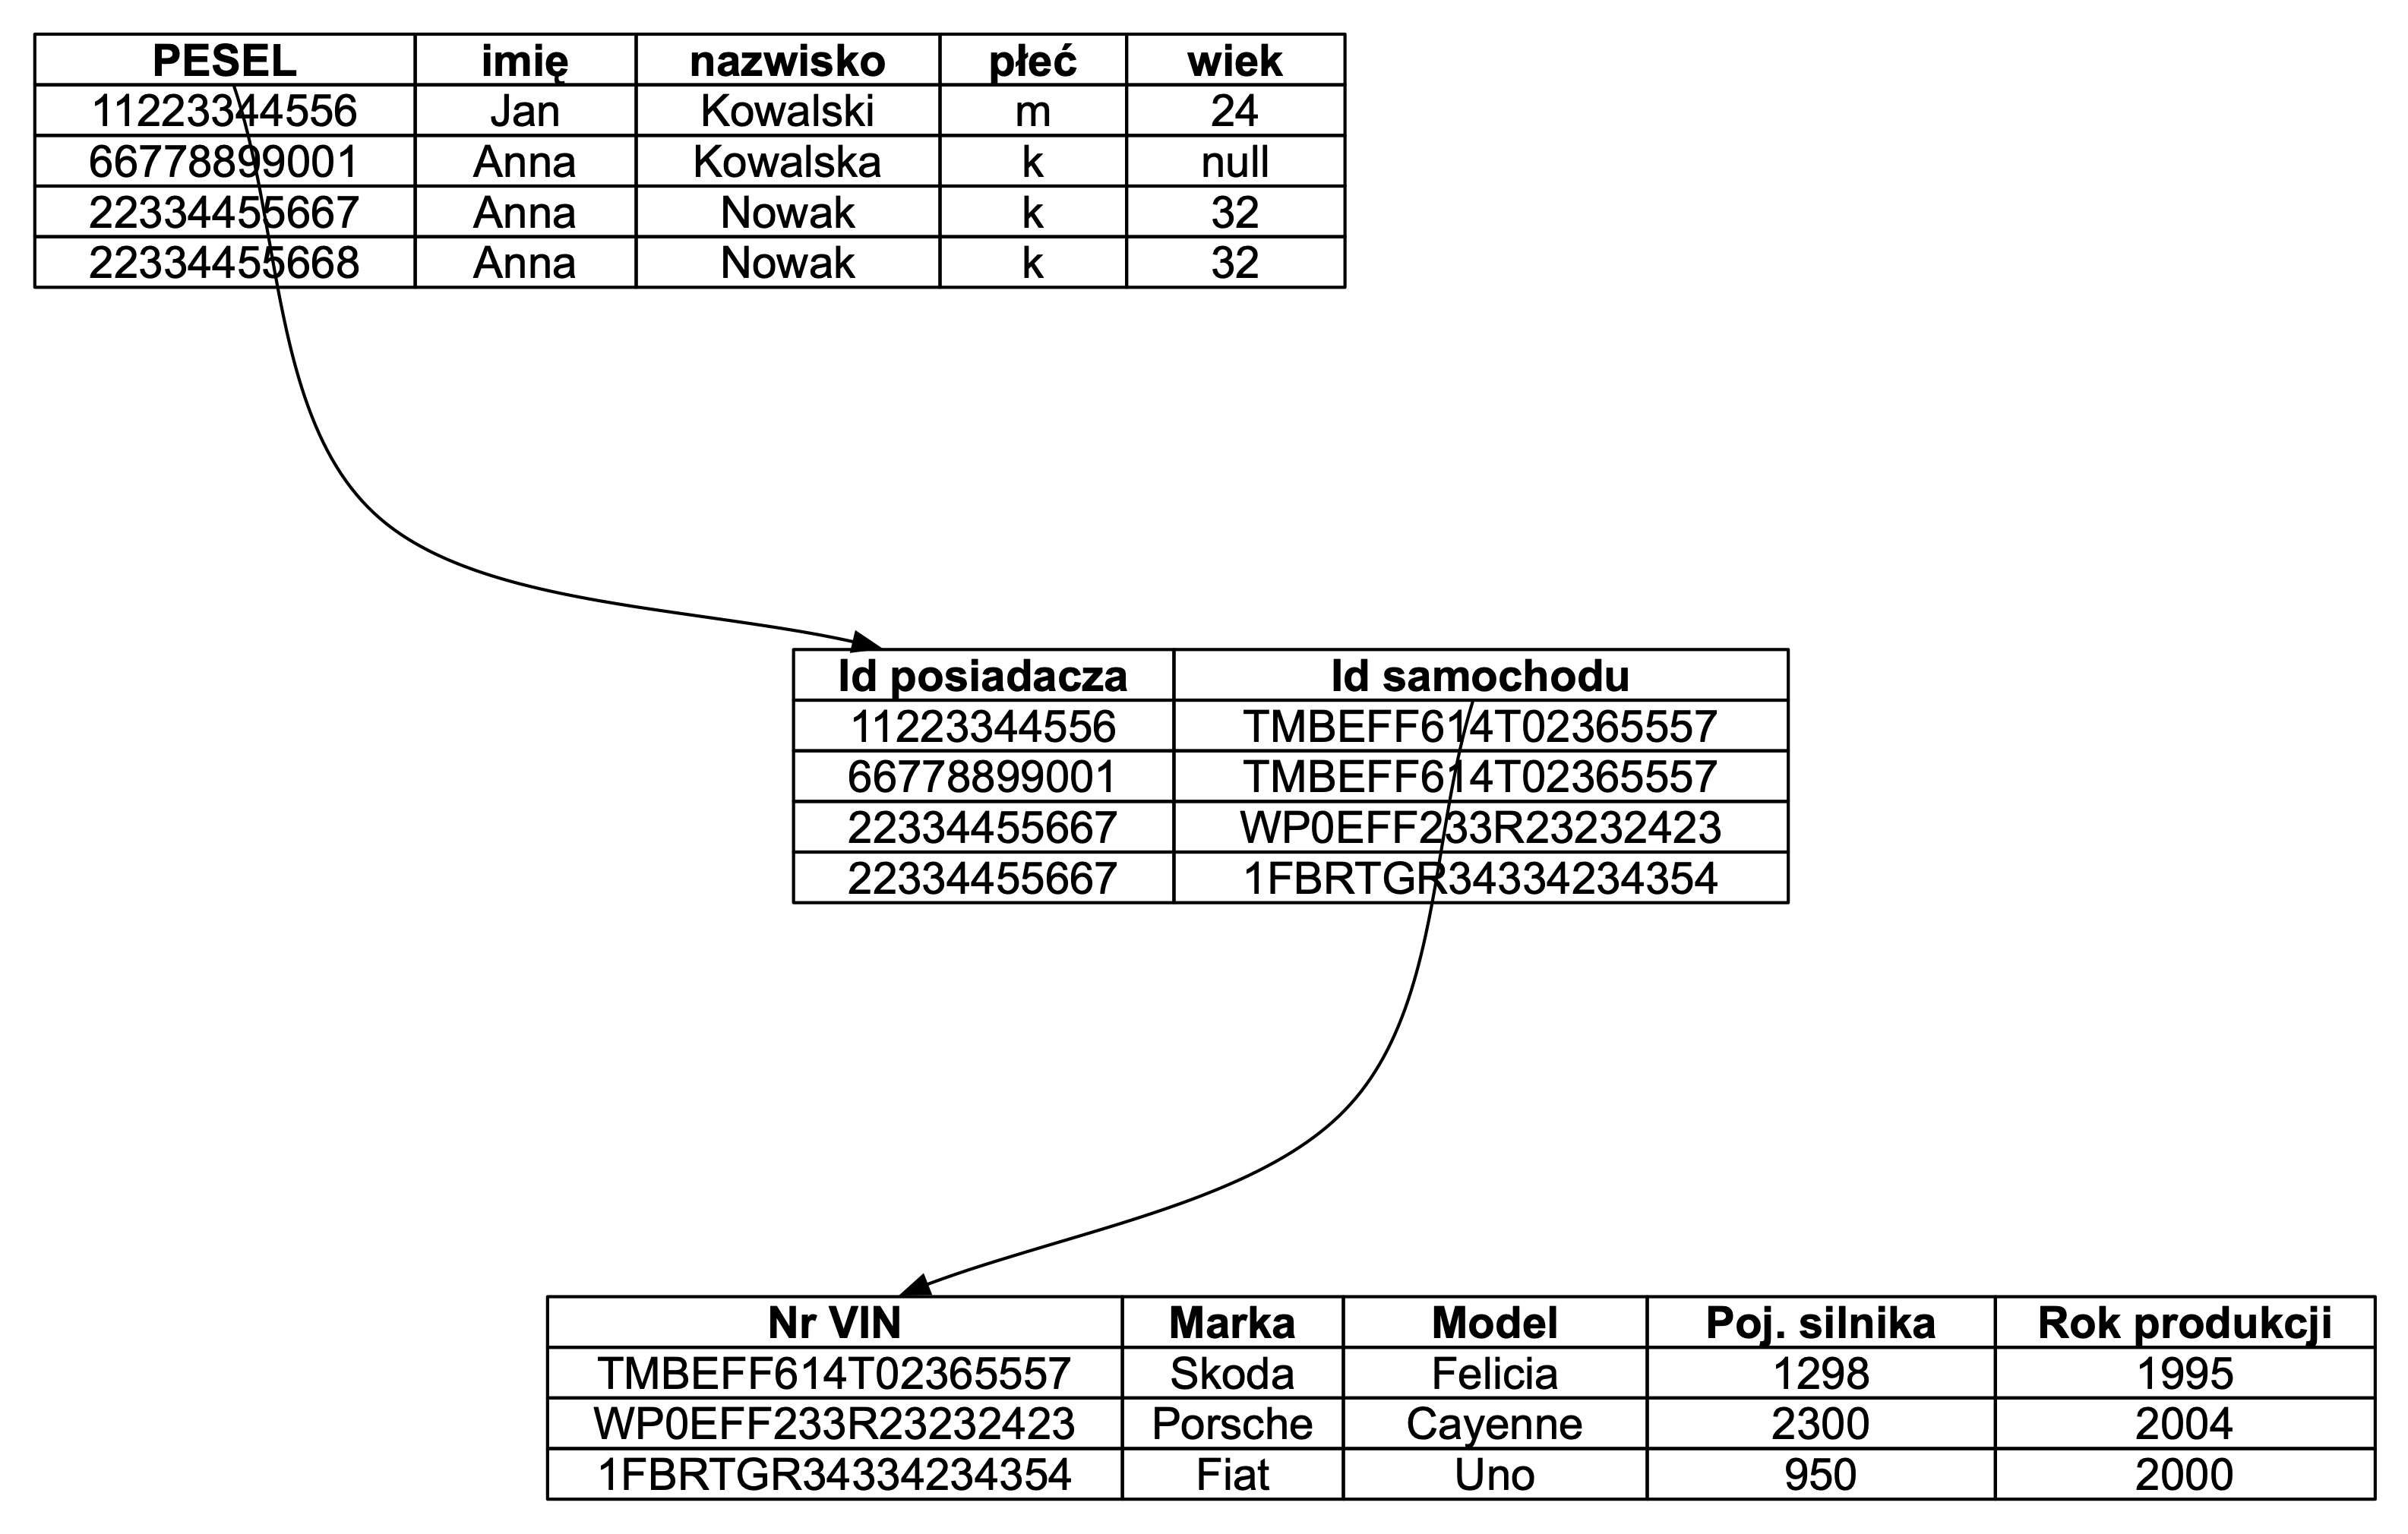 PESEL imię nazwisko płeć wiek
11223344556 Jan Kowalski m 24
66778899001 Anna Kowalska k null
22334455667 Anna Nowak k 32
22334455668 Anna Nowak k 32
Id posiadacza Id samochodu
11223344556 TMBEFF614T02365557
66778899001 TMBEFF614T02365557
22334455667 WP0EFF233R23232423
22334455667 1FBRTGR34334234354
Nr VIN Marka Model Poj. silnika Rok produkcji
TMBEFF614T02365557 Skoda Felicia 1298 1995
WP0EFF233R23232423 Porsche Cayenne 2300 2004
1FBRTGR34334234354 Fiat Uno 950 2000